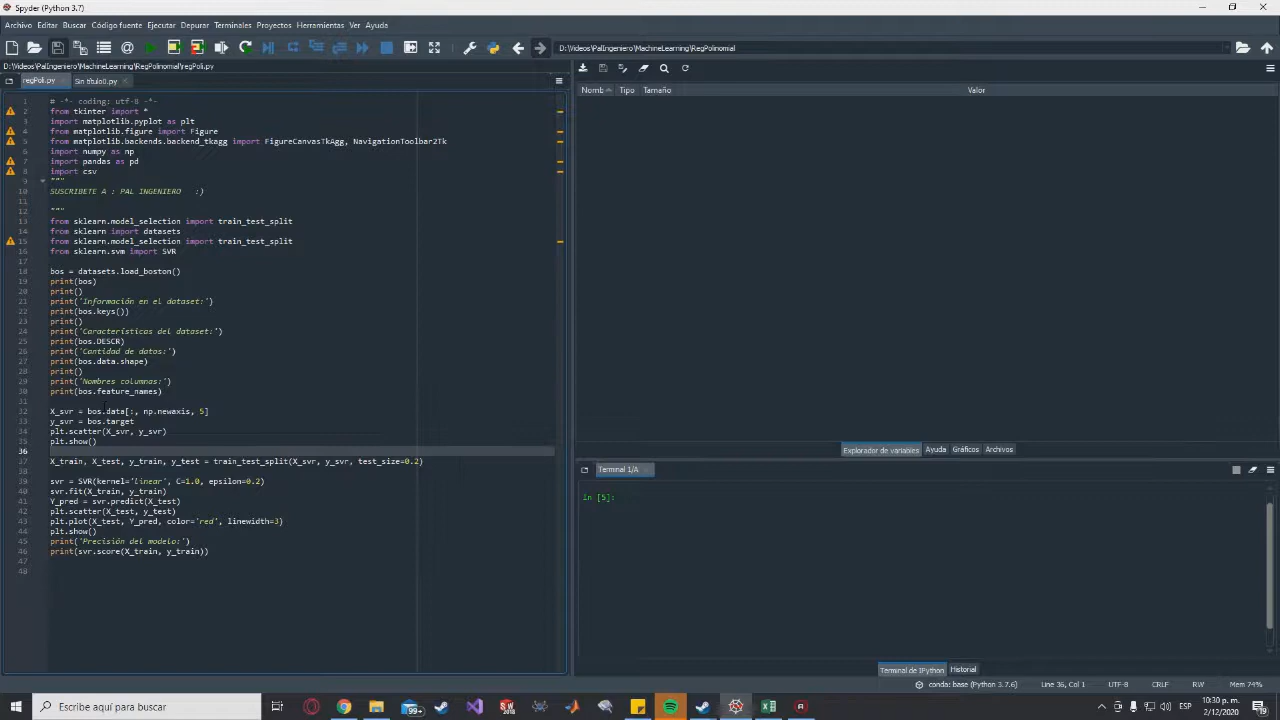 Spyder (Python 3.7)
Archivo Editar Buscar Código fuente Ejecutar Depurar Terminales Proyectos Herramientas Ver Ayuda
D:\Videos\PalIngeniero\MachineLearning\RegPolinomial
D:\Videos\PalIngeniero\MachineLearning\RegPolinomial\regPoli.py
regPoli.py Sin título0.py
Nomb Tipo Tamaño Valor
1 # -*- coding: utf-8 -*-
2 from tkinter import *
3 import matplotlib.pyplot as plt
4 from matplotlib.figure import Figure
5 from matplotlib.backends.backend_tkagg import FigureCanvasTkAgg, NavigationToolbar2Tk
6 import numpy as np
7 import pandas as pd
8 import csv
9 """
10 SUSCRIBETE A : PAL INGENIERO :)
11
12 """
13 from sklearn.model_selection import train_test_split
14 from sklearn import datasets
15 from sklearn.model_selection import train_test_split
16 from sklearn.svm import SVR
17
18 bos = datasets.load_boston()
19 print(bos)
20 print()
21 print('Información en el dataset:')
22 print(bos.keys())
23 print()
24 print('Características del dataset:')
25 print(bos.DESCR)
26 print('Cantidad de datos:')
27 print(bos.data.shape)
28 print()
29 print('Nombres columnas:')
30 print(bos.feature_names)
31
32 X_svr = bos.data[:, np.newaxis, 5]
33 y_svr = bos.target
34 plt.scatter(X_svr, y_svr)
35 plt.show()
36
37 X_train, X_test, y_train, y_test = train_test_split(X_svr, y_svr, test_size=0.2)
38
39 svr = SVR(kernel='linear', C=1.0, epsilon=0.2)
40 svr.fit(X_train, y_train)
41 Y_pred = svr.predict(X_test)
42 plt.scatter(X_test, y_test)
43 plt.plot(X_test, Y_pred, color='red', linewidth=3)
44 plt.show()
45 print('Precisión del modelo:')
46 print(svr.score(X_train, y_train))
47
48
Explorador de variables Ayuda Gráficos Archivos
Terminal 1/A
In [5]:
Terminal de IPython Historial
conda: base (Python 3.7.6) Line 36, Col 1 UTF-8 CRLF RW Mem 74%
Escribe aquí para buscar
99+
ESP
10:30 p. m.
2/12/2020